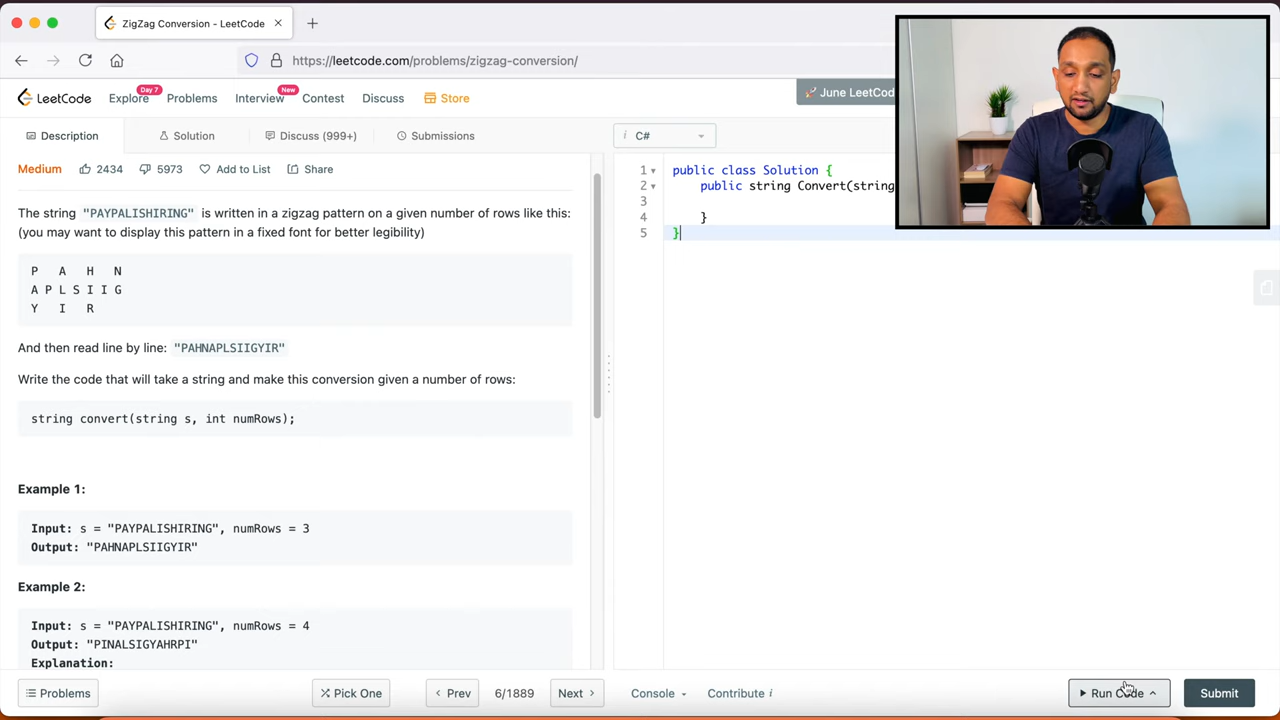 ZigZag Conversion - LeetCode
https://leetcode.com/problems/zigzag-conversion/
LeetCode
Explore
Day 7
Problems
Interview
New
Contest
Discuss
Store
June LeetCod
Description
Solution
Discuss (999+)
Submissions
i C#
Medium 2434 5973 Add to List Share
The string "PAYPALISHIRING" is written in a zigzag pattern on a given number of rows like this:
(you may want to display this pattern in a fixed font for better legibility)
P A H N
A P L S I I G
Y I R
And then read line by line: "PAHNAPLSIIGYIR"
Write the code that will take a string and make this conversion given a number of rows:
string convert(string s, int numRows);
Example 1:
Input: s = "PAYPALISHIRING", numRows = 3
Output: "PAHNAPLSIIGYIR"
Example 2:
Input: s = "PAYPALISHIRING", numRows = 4
Output: "PINALSIGYAHRPI"
Explanation:
1 public class Solution {
2 public string Convert(string
3
4 }
5 }
Problems
Pick One
Prev
6/1889
Next
Console
Contribute i
Run Code
Submit